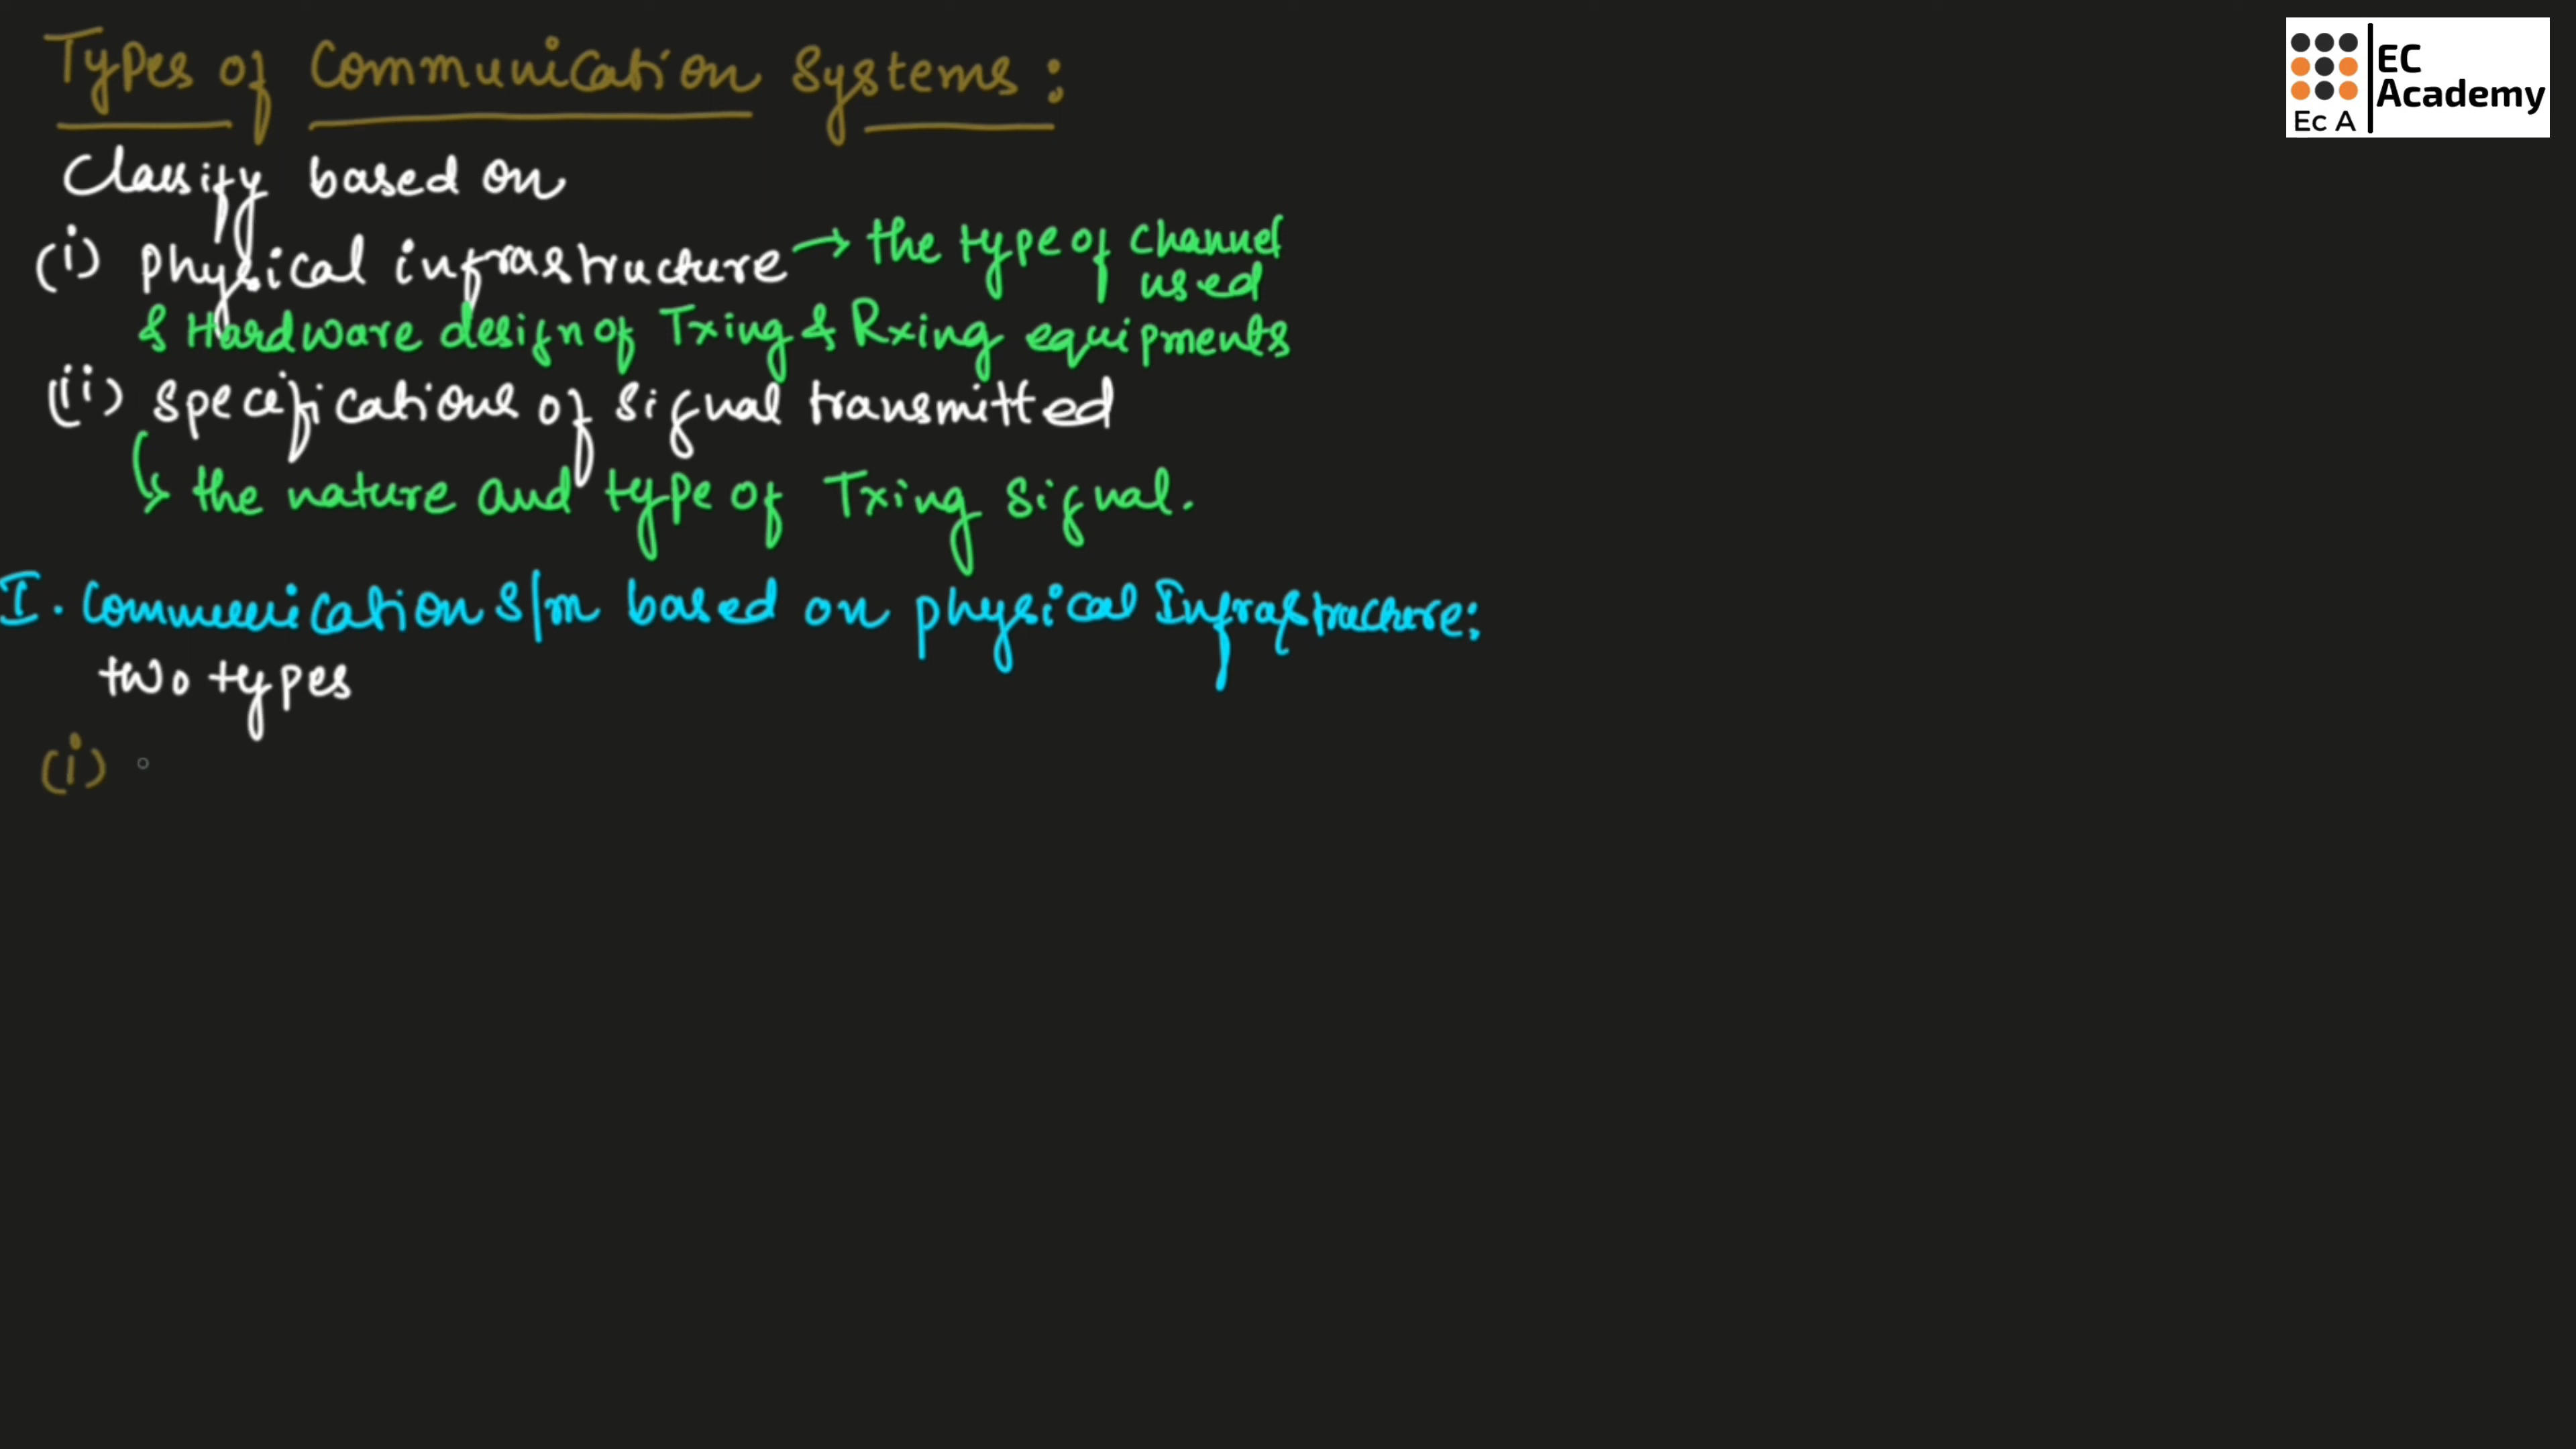 Types of Communication Systems:
Classify based on
(i) physical infrastructure → the type of channel
used
& Hardware design of Txing & Rxing equipments
(ii) specifications of signal transmitted
↳ the nature and type of Txing signal.
I. Communication s/m based on physical Infrastructure:
two types
(i)
EC
Academy
Ec A